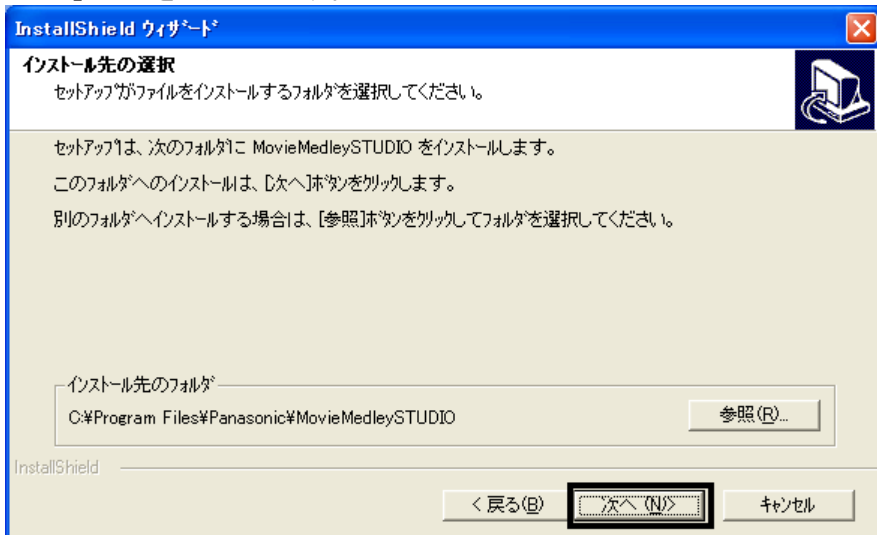 InstallShield ウィザード
インストール先の選択
セットアップがファイルをインストールするフォルダを選択してください。
セットアップは、次のフォルダに MovieMedleySTUDIO をインストールします。
このフォルダへのインストールは、[次へ]ボタンをクリックします。
別のフォルダへインストールする場合は、[参照]ボタンをクリックしてフォルダを選択してください。
インストール先のフォルダ
C:¥Program Files¥Panasonic¥MovieMedleySTUDIO
参照(R)...
InstallShield
< 戻る(B)
次へ (N)>
キャンセル